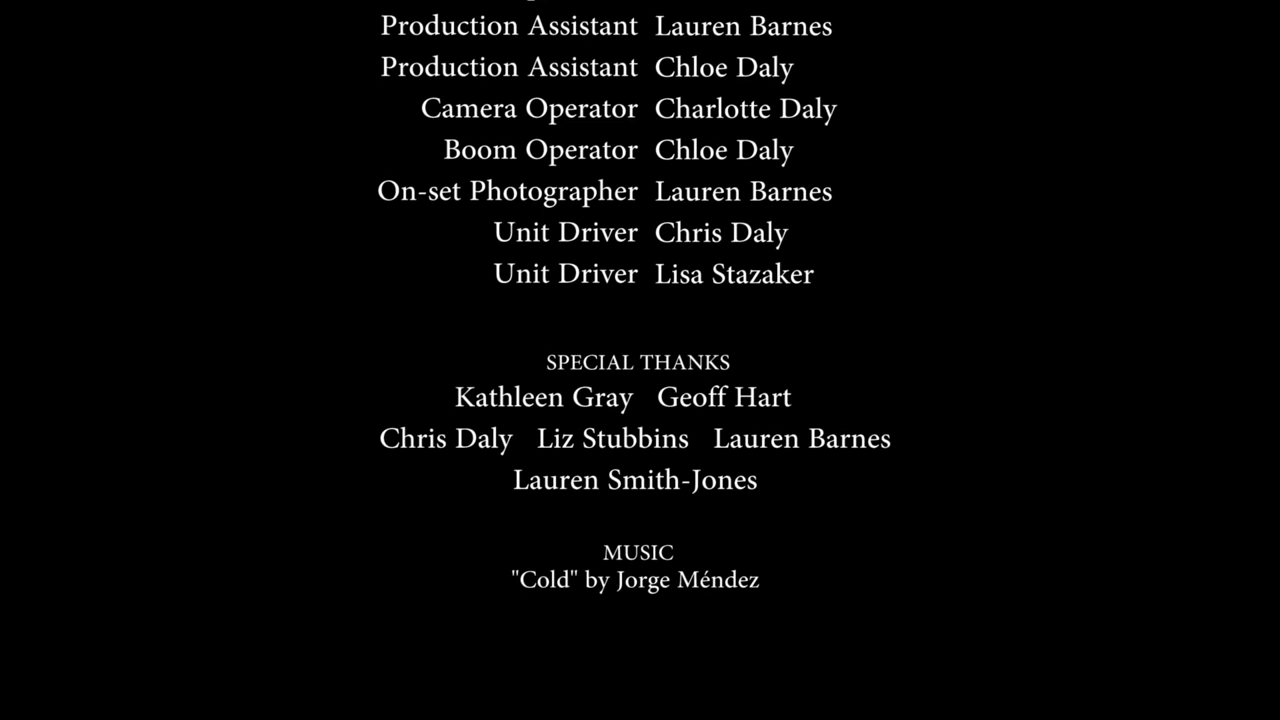 Production Assistant Lauren Barnes
Production Assistant Chloe Daly
Camera Operator Charlotte Daly
Boom Operator Chloe Daly
On-set Photographer Lauren Barnes
Unit Driver Chris Daly
Unit Driver Lisa Stazaker
SPECIAL THANKS
Kathleen Gray Geoff Hart
Chris Daly Liz Stubbins Lauren Barnes
Lauren Smith-Jones
MUSIC
"Cold" by Jorge Méndez